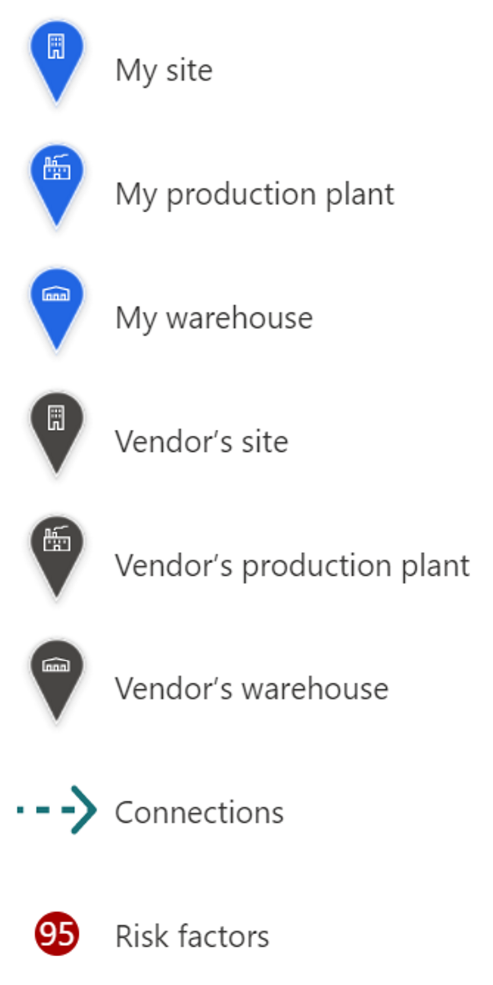 My site
My production plant
My warehouse
Vendor’s site
Vendor’s production plant
Vendor’s warehouse
Connections
95 Risk factors